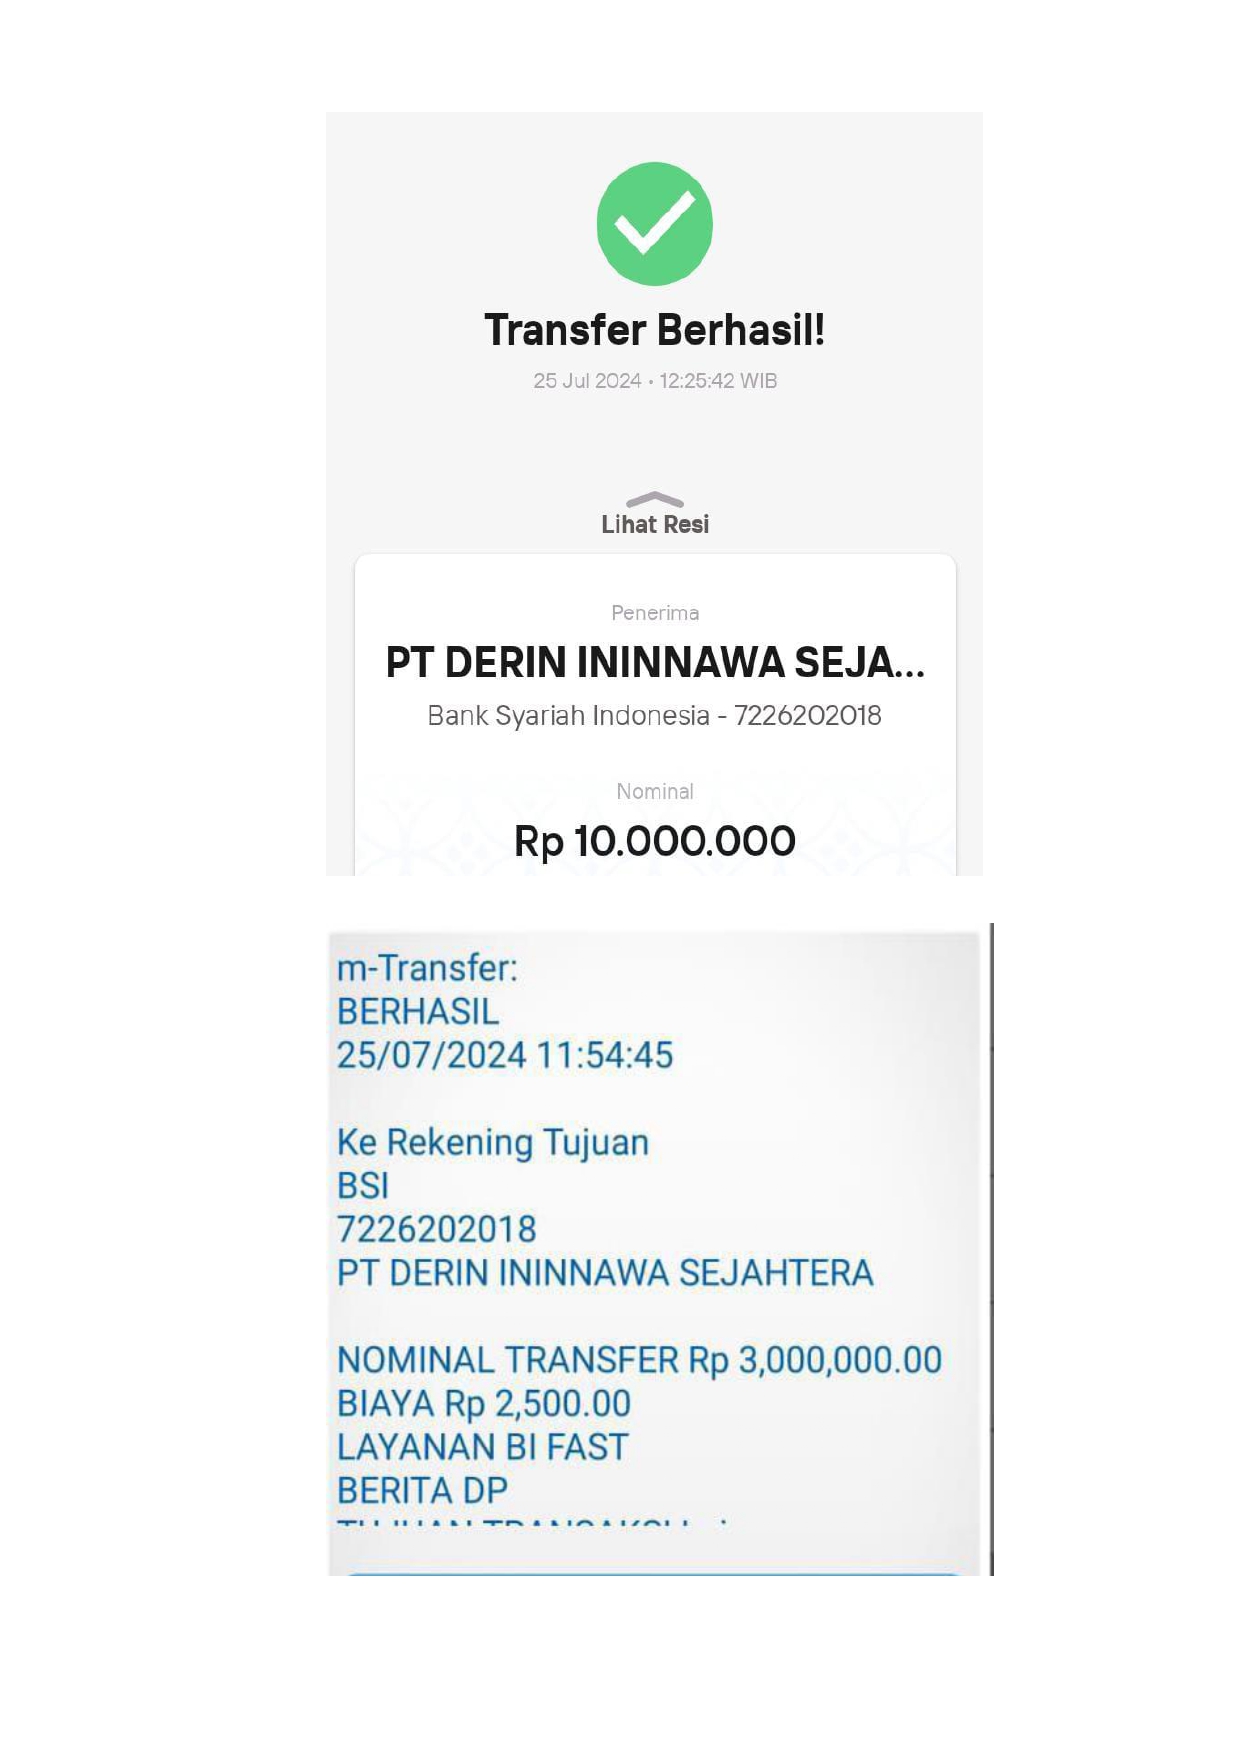 Transfer Berhasil!
25 Jul 2024 • 12:25:42 WIB
Lihat Resi
Penerima
PT DERIN ININNAWA SEJA...
Bank Syariah Indonesia - 7226202018
Nominal
Rp 10.000.000
m-Transfer:
BERHASIL
25/07/2024 11:54:45
Ke Rekening Tujuan
BSI
7226202018
PT DERIN ININNAWA SEJAHTERA
NOMINAL TRANSFER Rp 3,000,000.00
BIAYA Rp 2,500.00
LAYANAN BI FAST
BERITA DP
TUJUAN TRANSAKSI